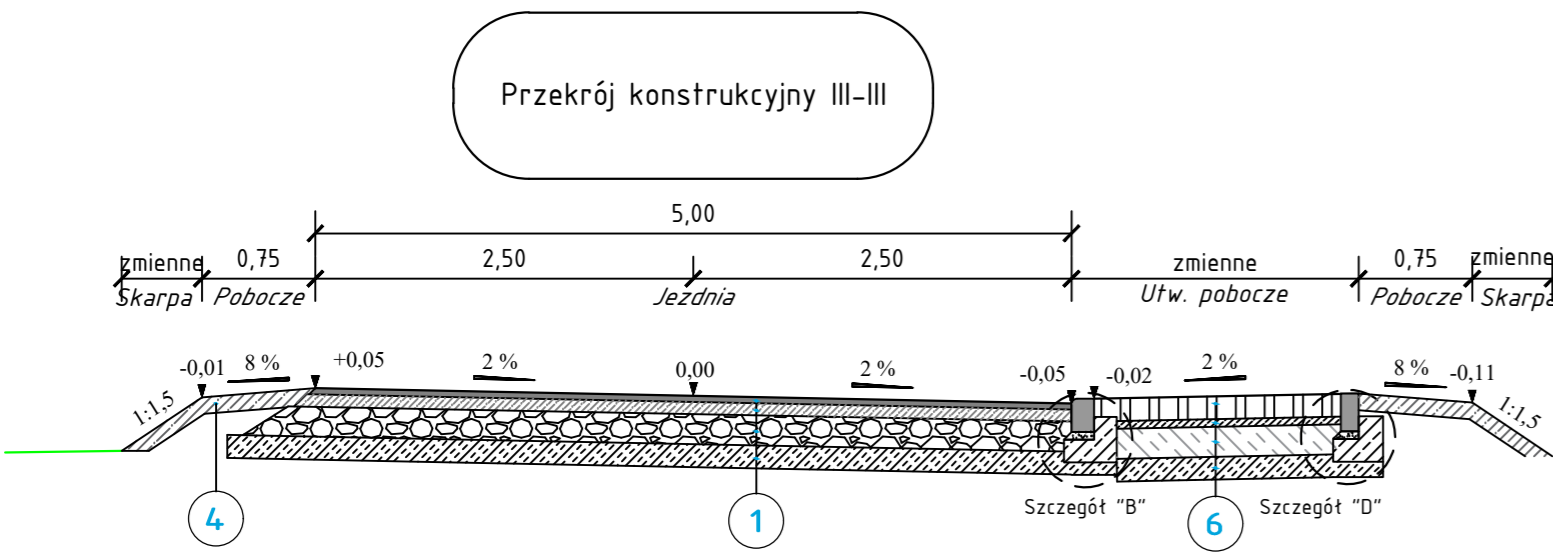 Przekrój konstrukcyjny III-III
5,00
zmienne 0,75 2,50 2,50 zmienne 0,75 zmienne
Skarpa Pobocze Jezdnia Utw. pobocze Pobocze Skarpa
-0,01 8 % +0,05 2 % 0,00 2 % -0,05 -0,02 2 % 8 % -0,11
1:1,5 1:1,5
Szczegół "B" Szczegół "D"
4 1 6